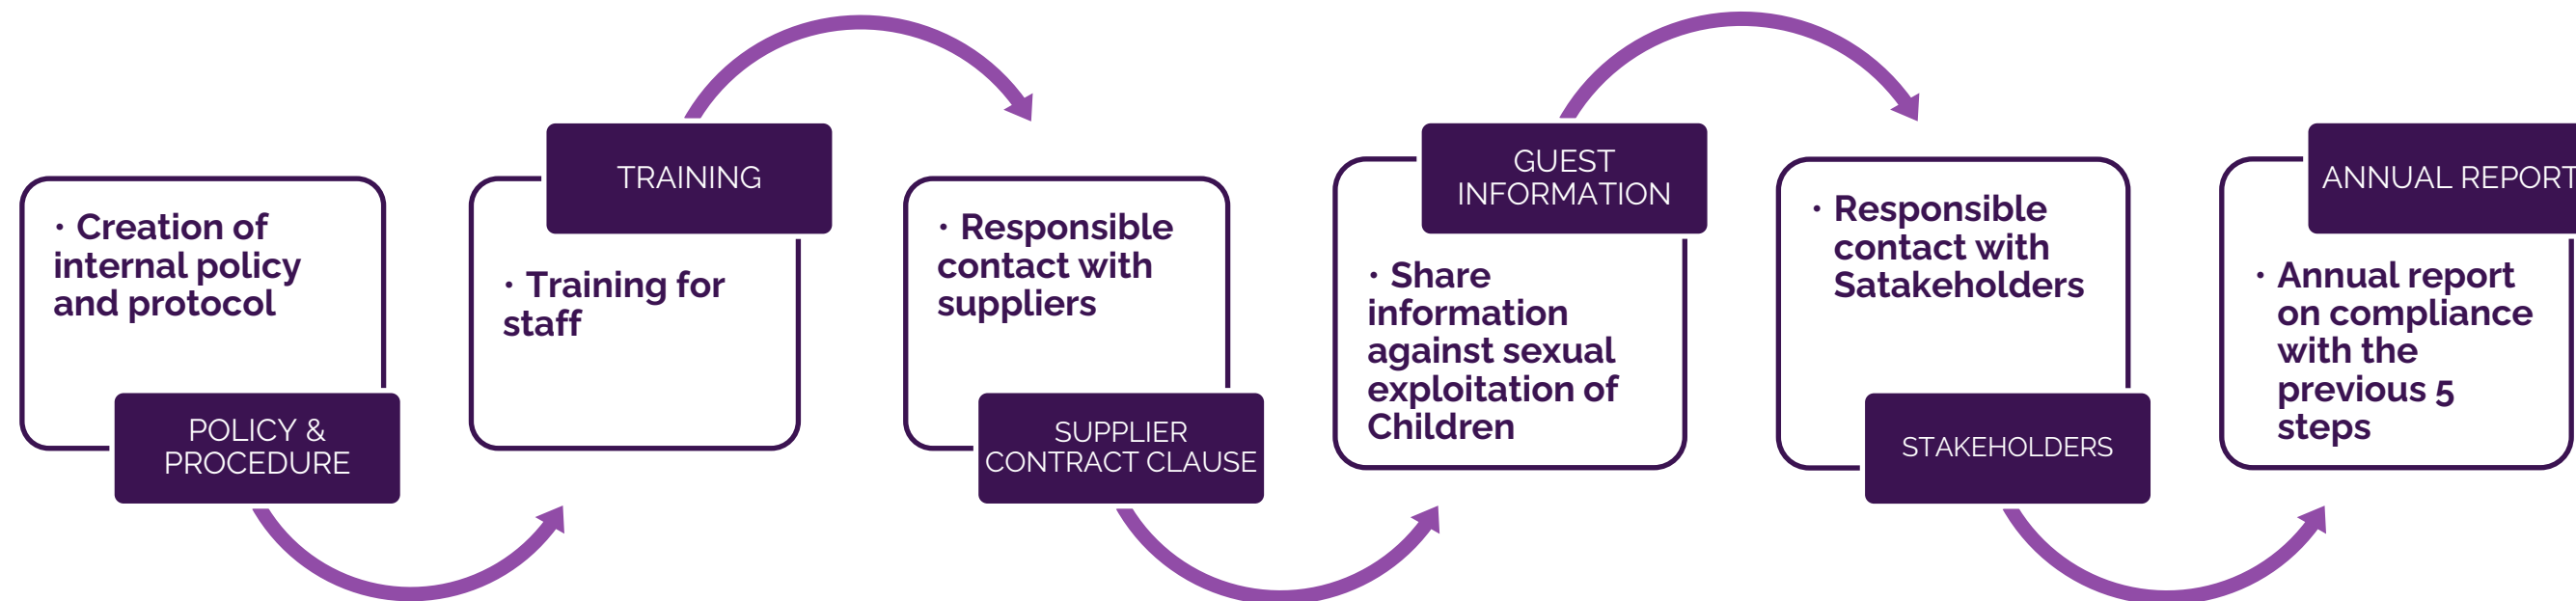 · Creation of
internal policy
and protocol
POLICY &
PROCEDURE
TRAINING
· Training for
staff
· Responsible
contact with
suppliers
SUPPLIER
CONTRACT CLAUSE
GUEST
INFORMATION
· Share
information
against sexual
exploitation of
Children
· Responsible
contact with
Satakeholders
STAKEHOLDERS
ANNUAL REPORT
· Annual report
on compliance
with the
previous 5
steps